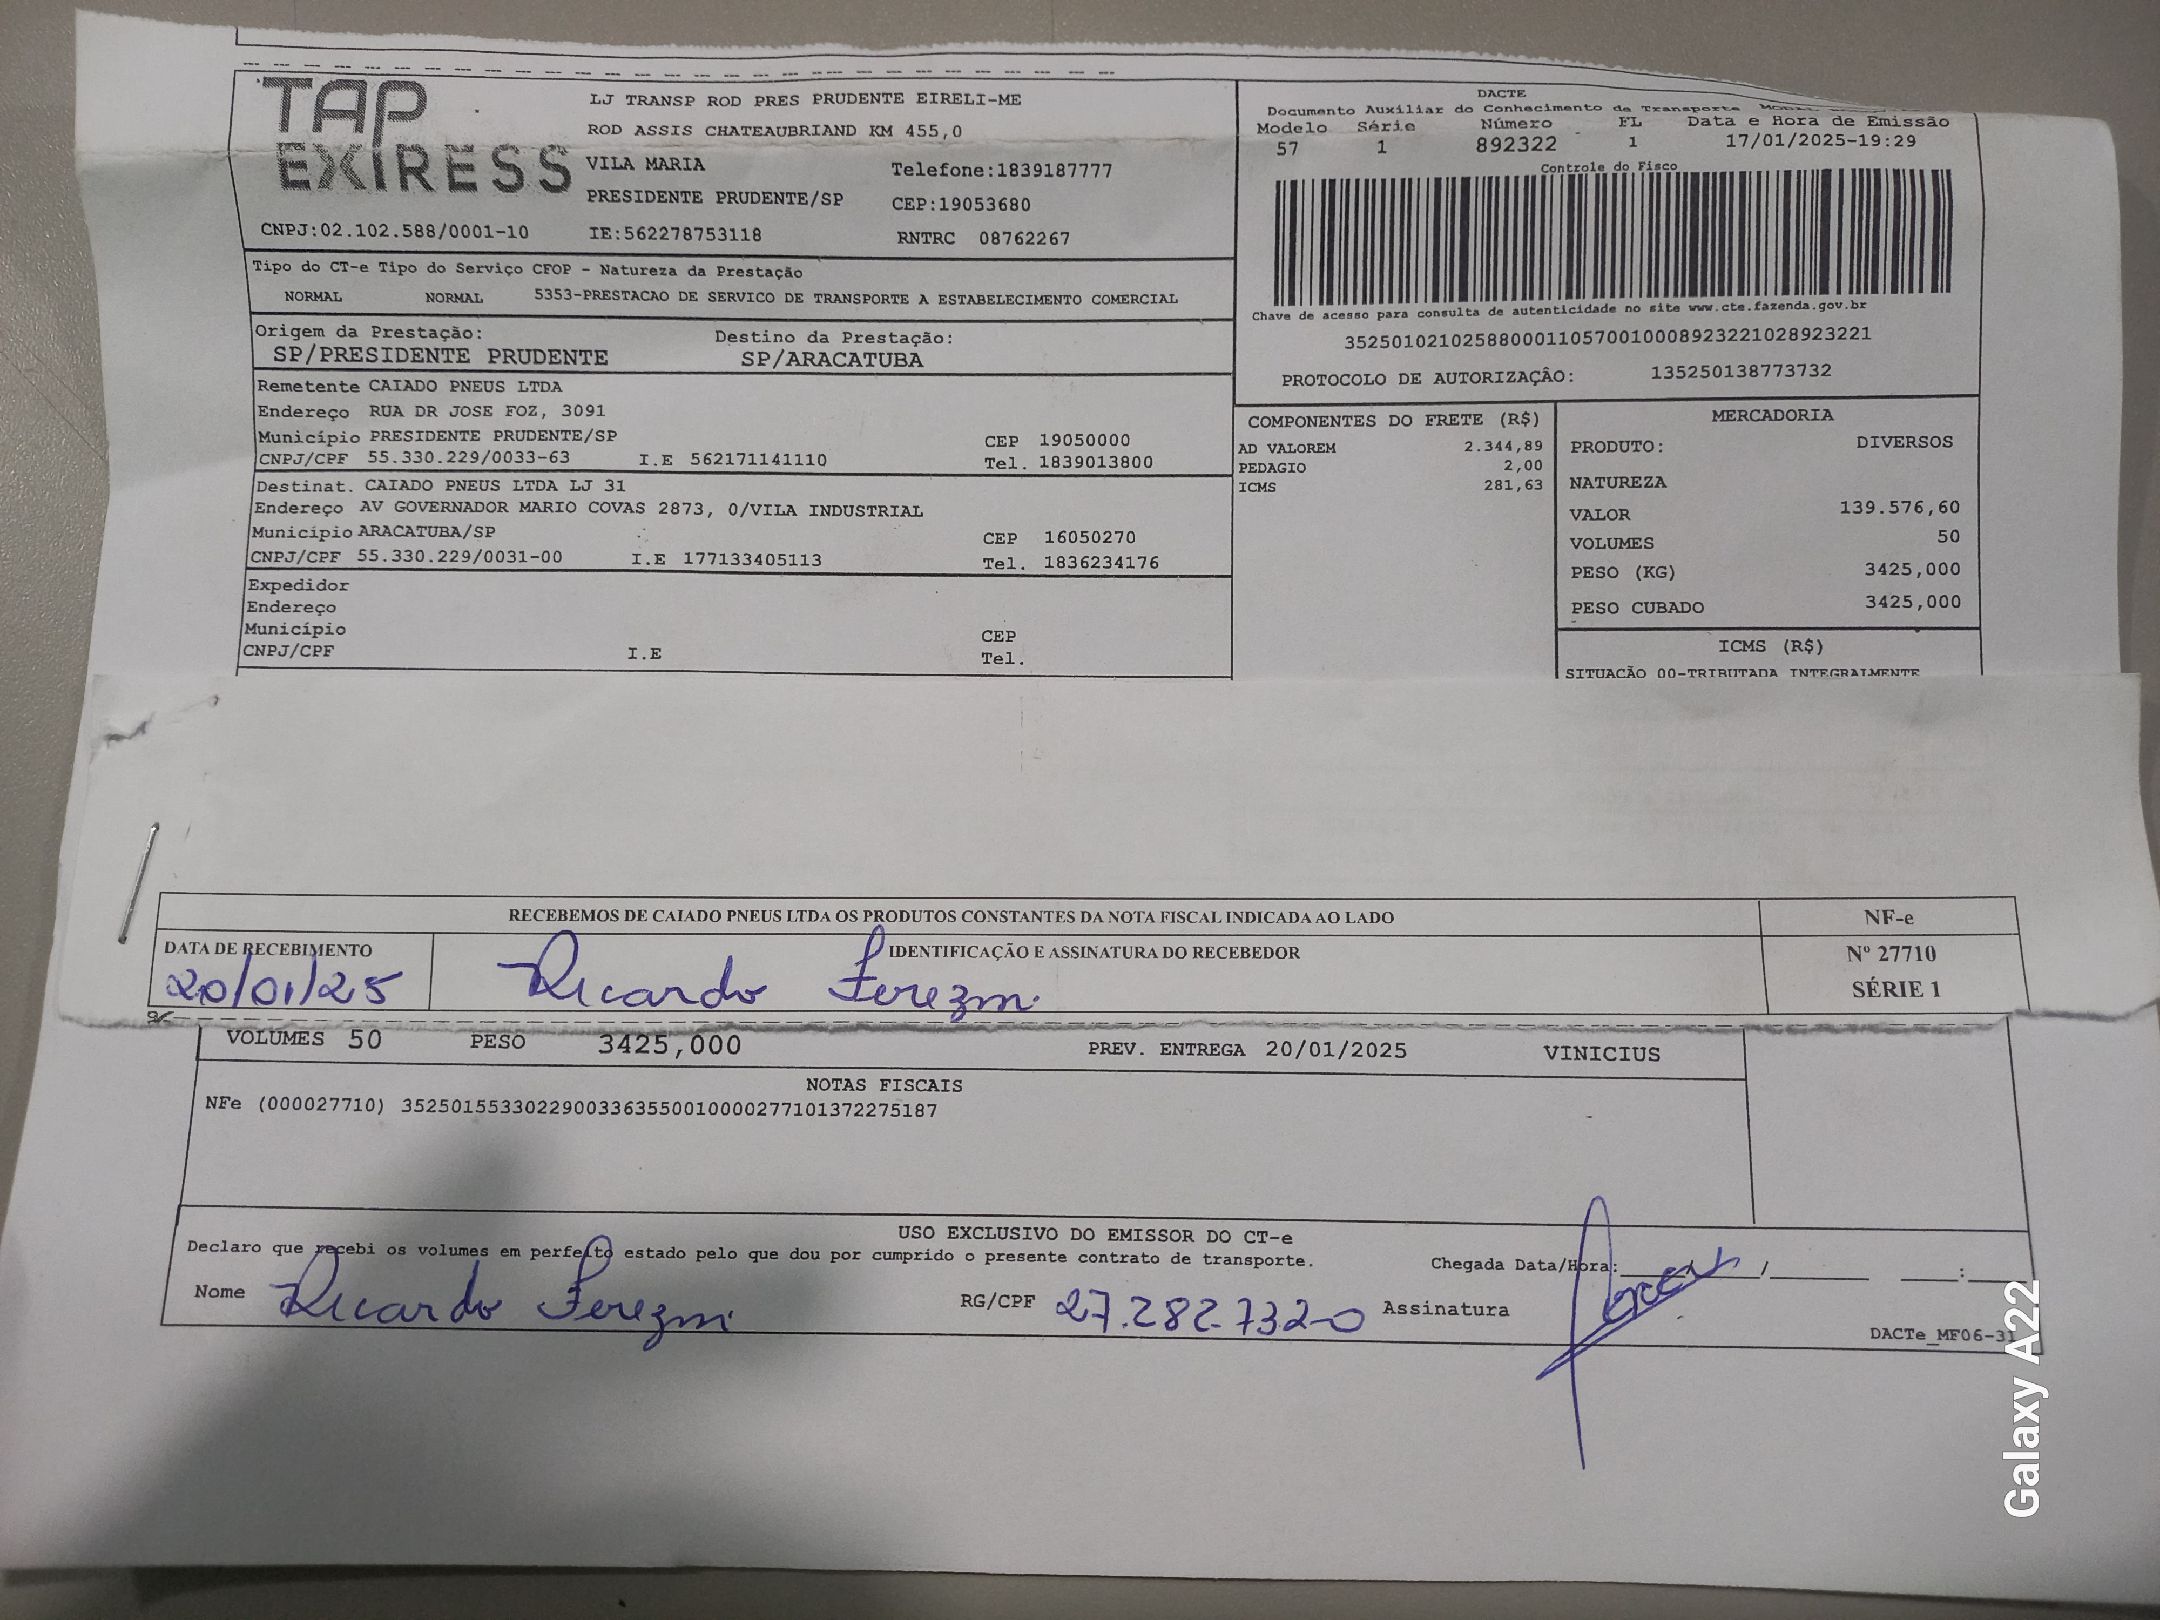 TAP
EXPRESS
LJ TRANSP ROD PRES PRUDENTE EIRELI-ME
ROD ASSIS CHATEAUBRIAND KM 455,0
VILA MARIA Telefone:1839187777
PRESIDENTE PRUDENTE/SP CEP:19053680
CNPJ:02.102.588/0001-10 IE:562278753118 RNTRC 08762267
DACTE
Documento Auxiliar do Conhecimento de Transporte
Modelo Série Número FL Data e Hora de Emissão
57 1 892322 1 17/01/2025-19:29
Controle do Fisco
Chave de acesso para consulta de autenticidade no site www.cte.fazenda.gov.br
35250102102588000110570010008923221028923221
PROTOCOLO DE AUTORIZAÇÃO: 135250138773732
Tipo do CT-e Tipo do Serviço CFOP - Natureza da Prestação
NORMAL NORMAL 5353-PRESTACAO DE SERVICO DE TRANSPORTE A ESTABELECIMENTO COMERCIAL
Origem da Prestação: Destino da Prestação:
SP/PRESIDENTE PRUDENTE SP/ARACATUBA
Remetente CAIADO PNEUS LTDA
Endereço RUA DR JOSE FOZ, 3091
Município PRESIDENTE PRUDENTE/SP CEP 19050000
CNPJ/CPF 55.330.229/0033-63 I.E 562171141110 Tel. 1839013800
Destinat. CAIADO PNEUS LTDA LJ 31
Endereço AV GOVERNADOR MARIO COVAS 2873, 0/VILA INDUSTRIAL
Município ARACATUBA/SP CEP 16050270
CNPJ/CPF 55.330.229/0031-00 I.E 177133405113 Tel. 1836234176
Expedidor
Endereço
Município CEP
CNPJ/CPF I.E Tel.
COMPONENTES DO FRETE (R$)
AD VALOREM 2.344,89
PEDAGIO 2,00
ICMS 281,63
MERCADORIA
PRODUTO: DIVERSOS
NATUREZA
VALOR 139.576,60
VOLUMES 50
PESO (KG) 3425,000
PESO CUBADO 3425,000
ICMS (R$)
SITUAÇÃO 00-TRIBUTADA INTEGRALMENTE
RECEBEMOS DE CAIADO PNEUS LTDA OS PRODUTOS CONSTANTES DA NOTA FISCAL INDICADA AO LADO
NF-e
Nº 27710
SÉRIE 1
DATA DE RECEBIMENTO IDENTIFICAÇÃO E ASSINATURA DO RECEBEDOR
20/01/25 Ricardo
VOLUMES 50 PESO 3425,000 PREV. ENTREGA 20/01/2025 VINICIUS
NOTAS FISCAIS
NFe (000027710) 35250155330229003363550010000277101372275187
USO EXCLUSIVO DO EMISSOR DO CT-e
Declaro que recebi os volumes em perfeito estado pelo que dou por cumprido o presente contrato de transporte. Chegada Data/Hora: / / :
Nome Ricardo RG/CPF 27.282.732-0 Assinatura
DACTe_MF06-31
Galaxy A22